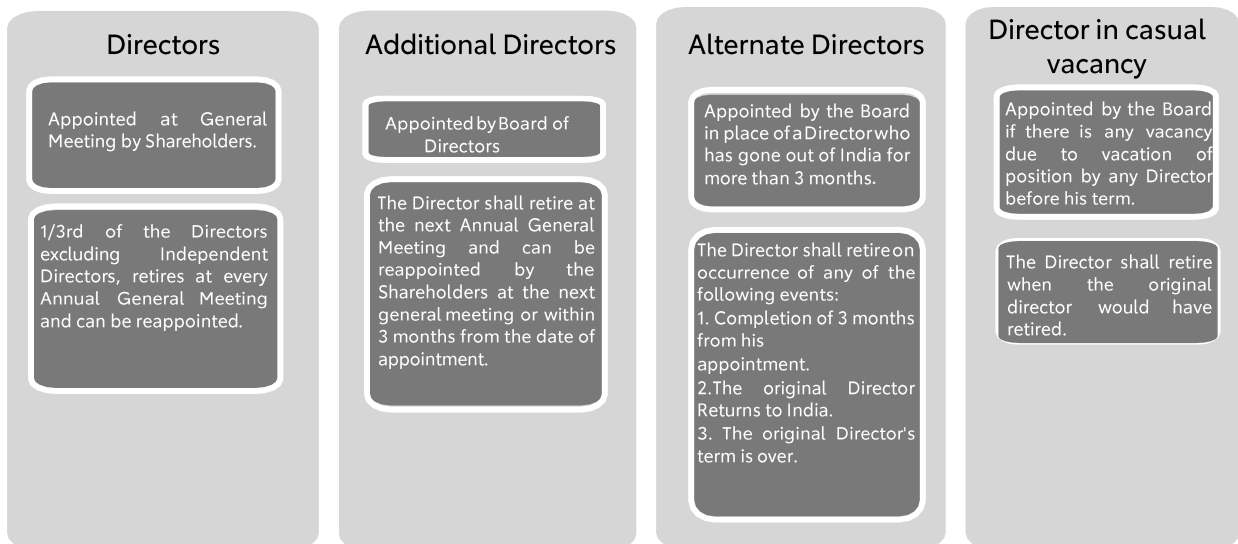 Directors
Appointed at General
Meeting by Shareholders.
1/3rd of the Directors
excluding Independent
Directors, retires at every
Annual General Meeting
and can be reappointed.
Additional Directors
Appointed by Board of
Directors
The Director shall retire at
the next Annual General
Meeting and can be
reappointed by the
Shareholders at the next
general meeting or within
3 months from the date of
appointment.
Alternate Directors
Appointed by the Board
in place of a Director who
has gone out of India for
more than 3 months.
The Director shall retire on
occurrence of any of the
following events:
1. Completion of 3 months
from his
appointment.
2.The original Director
Returns to India.
3. The original Director's
term is over.
Director in casual
vacancy
Appointed by the Board
if there is any vacancy
due to vacation of
position by any Director
before his term.
The Director shall retire
when the original
director would have
retired.